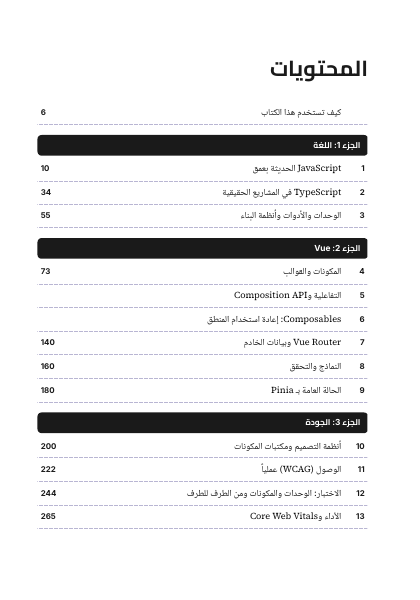 المحتويات
كيف تستخدم هذا الكتاب 6
الجزء 1: اللغة
1 JavaScript الحديثة بعمق 10
2 TypeScript في المشاريع الحقيقية 34
3 الوحدات والأدوات وأنظمة البناء 55
الجزء 2: Vue
4 المكونات والقوالب 73
5 التفاعلية وComposition API
6 Composables: إعادة استخدام المنطق
7 Vue Router وبيانات الخادم 140
8 النماذج والتحقق 160
9 الحالة العامة بـ Pinia 180
الجزء 3: الجودة
10 أنظمة التصميم ومكتبات المكونات 200
11 الوصول (WCAG) عملياً 222
12 الاختبار: الوحدات والمكونات ومن الطرف للطرف 244
13 الأداء وCore Web Vitals 265